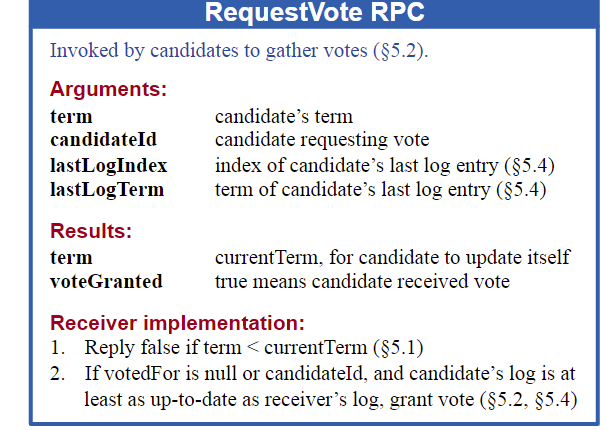 RequestVote RPC
Invoked by candidates to gather votes (§5.2).
Arguments:
term candidate’s term
candidateId candidate requesting vote
lastLogIndex index of candidate’s last log entry (§5.4)
lastLogTerm term of candidate’s last log entry (§5.4)
Results:
term currentTerm, for candidate to update itself
voteGranted true means candidate received vote
Receiver implementation:
1. Reply false if term < currentTerm (§5.1)
2. If votedFor is null or candidateId, and candidate’s log is at
least as up-to-date as receiver’s log, grant vote (§5.2, §5.4)